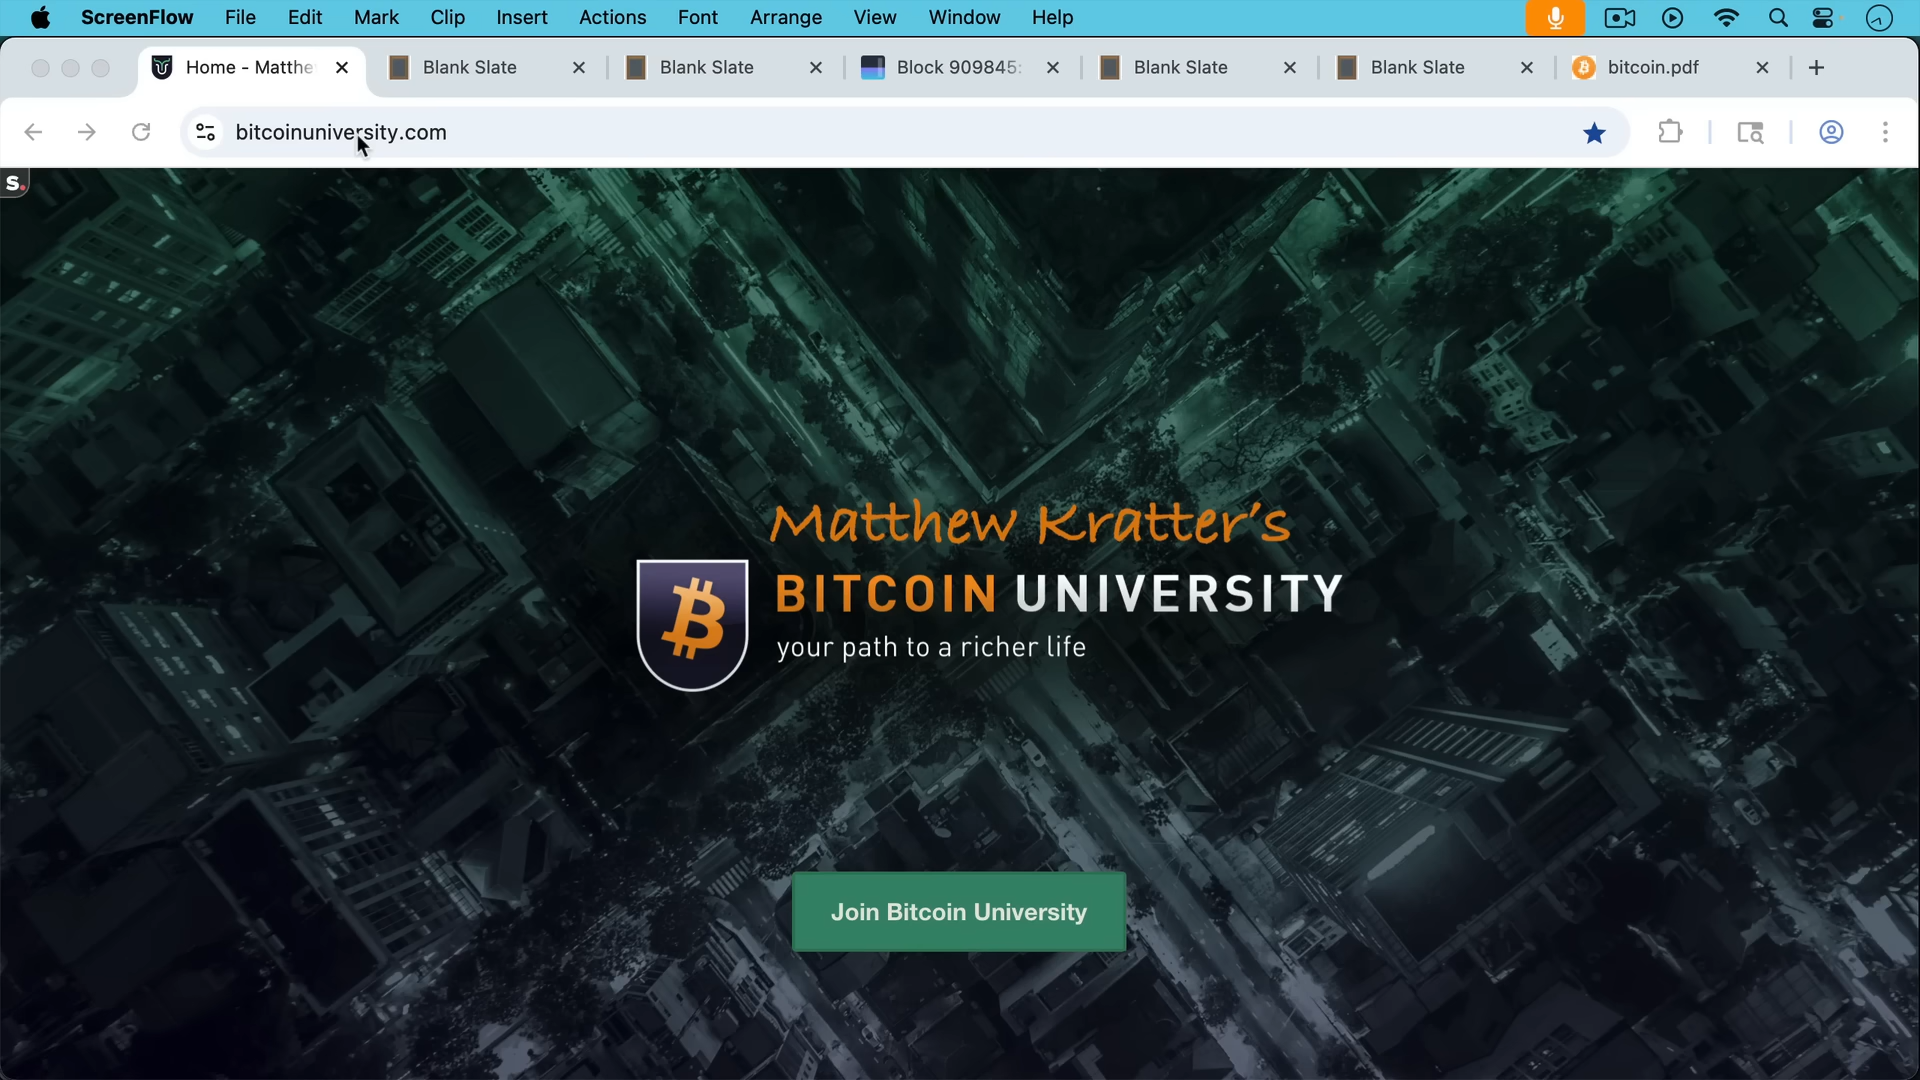 ScreenFlow File Edit Mark Clip Insert Actions Font Arrange View Window Help
Home - Matthe Blank Slate Blank Slate Block 909845: Blank Slate Blank Slate bitcoin.pdf
bitcoinuniversity.com
s.
Matthew Kratter's
BITCOIN UNIVERSITY
your path to a richer life
Join Bitcoin University